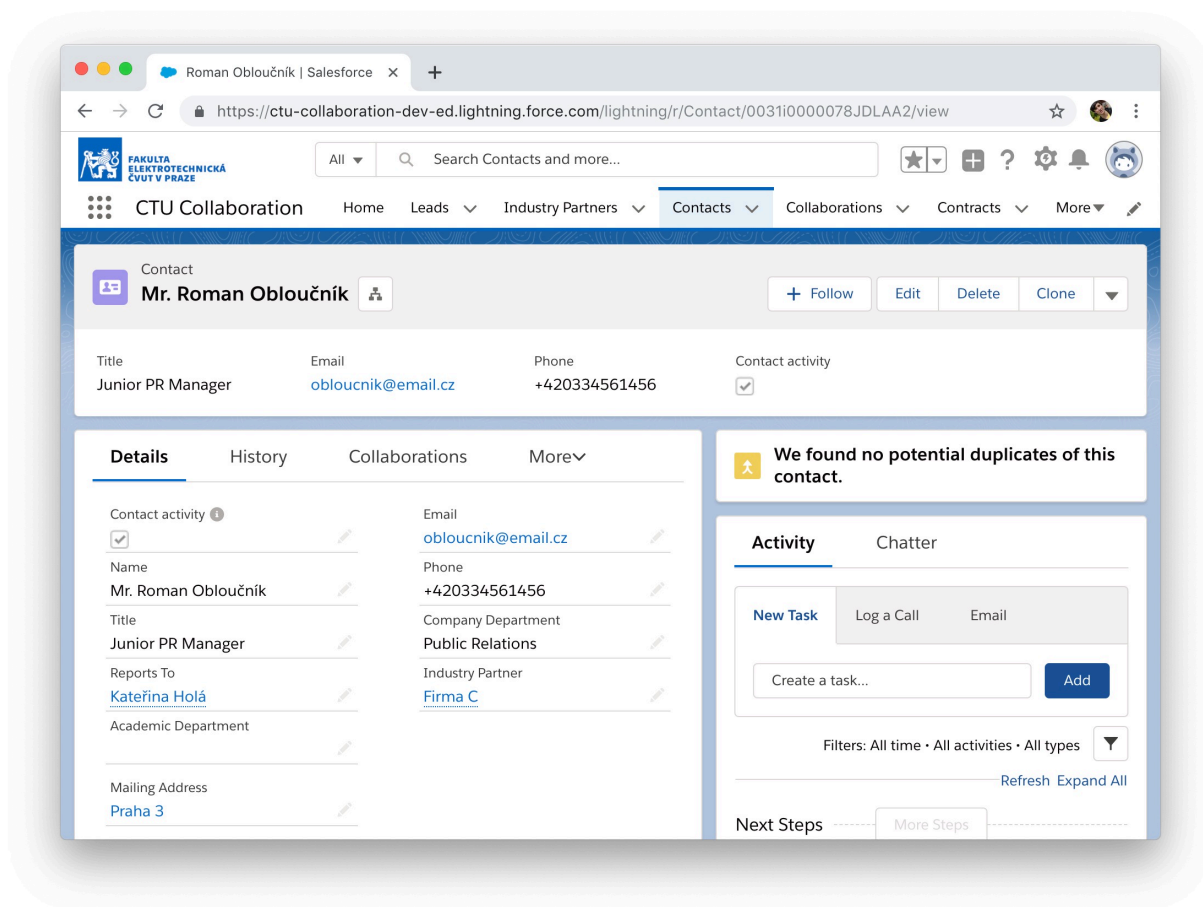 Roman Obloučník | Salesforce
https://ctu-collaboration-dev-ed.lightning.force.com/lightning/r/Contact/0031i0000078JDLAA2/view
FAKULTA
ELEKTROTECHNICKÁ
ČVUT V PRAZE
All
Search Contacts and more...
CTU Collaboration Home Leads Industry Partners Contacts Collaborations Contracts More
Contact
Mr. Roman Obloučník
+ Follow Edit Delete Clone
Title Email Phone Contact activity
Junior PR Manager obloucnik@email.cz +420334561456
Details History Collaborations More
Contact activity
Email
obloucnik@email.cz
Name
Mr. Roman Obloučník
Phone
+420334561456
Title
Junior PR Manager
Company Department
Public Relations
Reports To
Kateřina Holá
Industry Partner
Firma C
Academic Department
Mailing Address
Praha 3
We found no potential duplicates of this
contact.
Activity Chatter
New Task Log a Call Email
Create a task... Add
Filters: All time • All activities • All types
Refresh Expand All
Next Steps More Steps